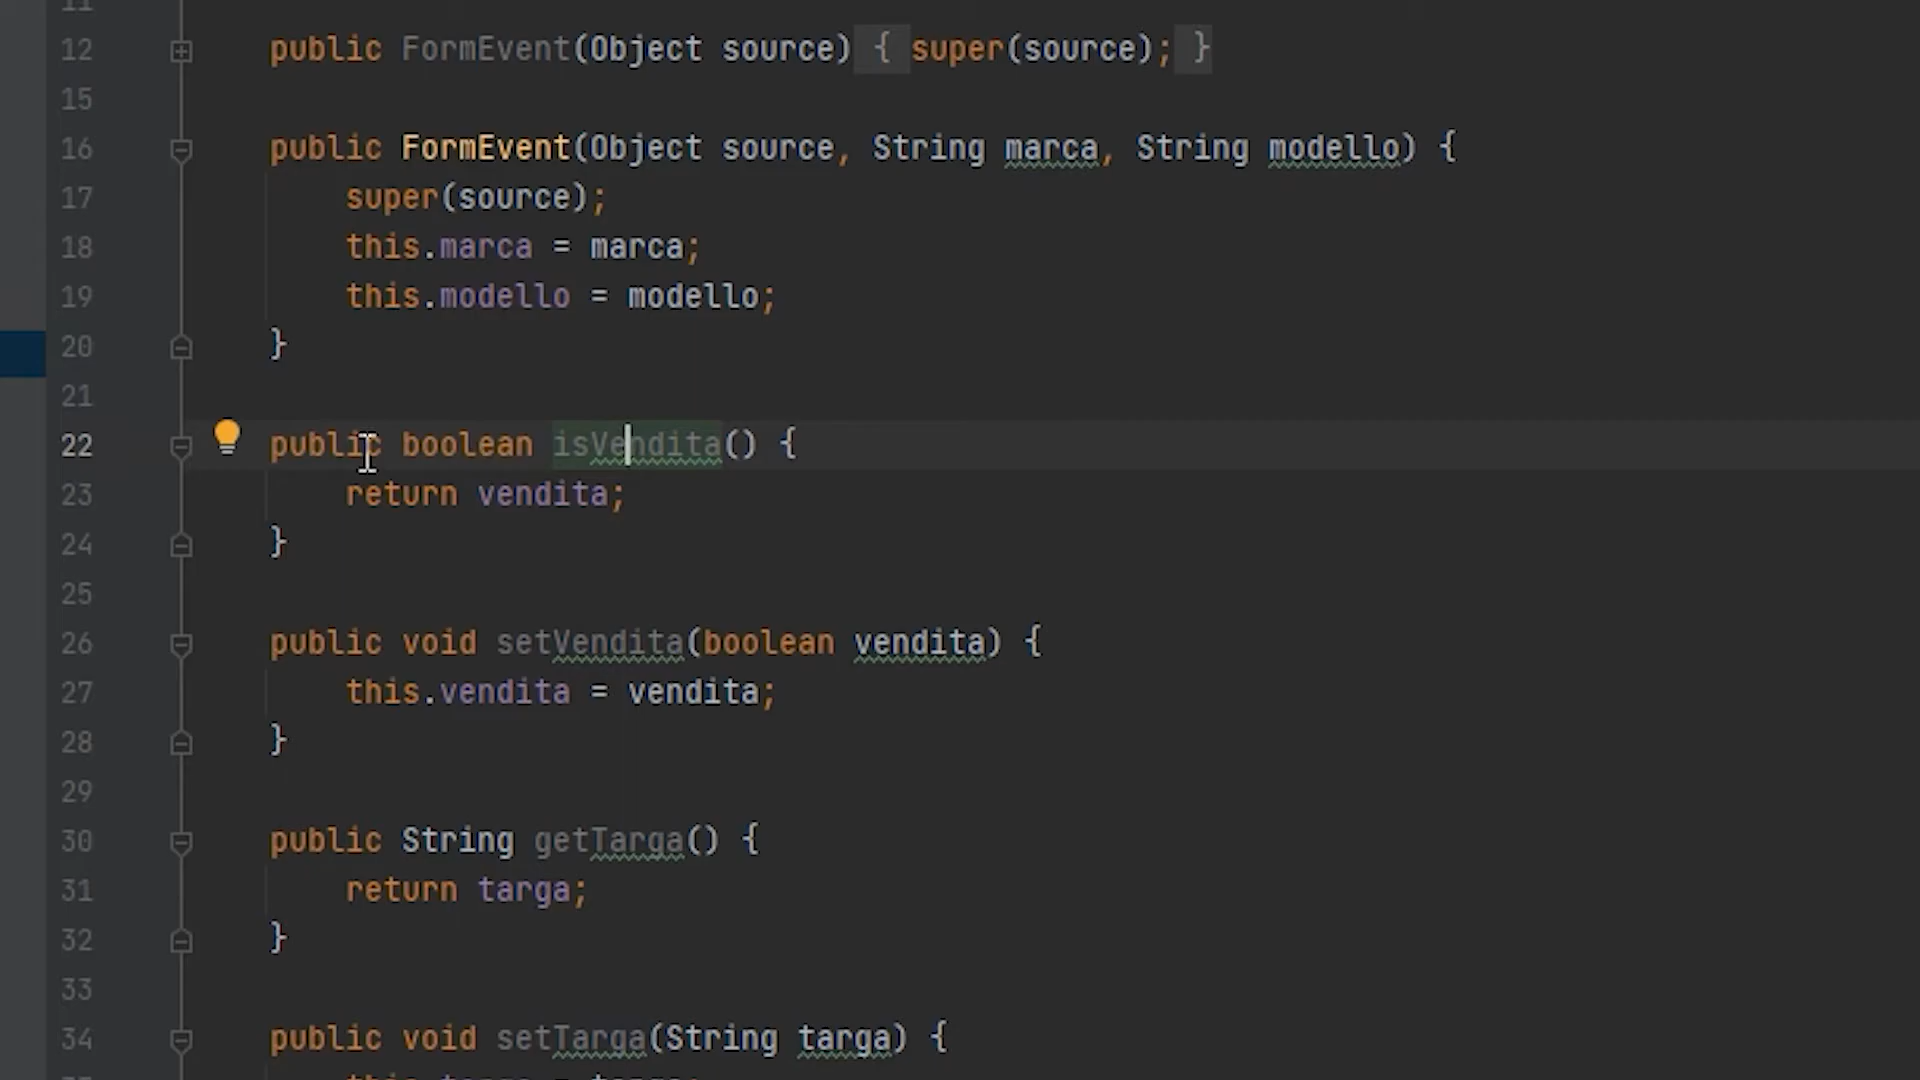 11
12 public FormEvent(Object source) { super(source); }
15
16 public FormEvent(Object source, String marca, String modello) {
17 super(source);
18 this.marca = marca;
19 this.modello = modello;
20 }
21
22 public boolean isVendita() {
23 return vendita;
24 }
25
26 public void setVendita(boolean vendita) {
27 this.vendita = vendita;
28 }
29
30 public String getTarga() {
31 return targa;
32 }
33
34 public void setTarga(String targa) {